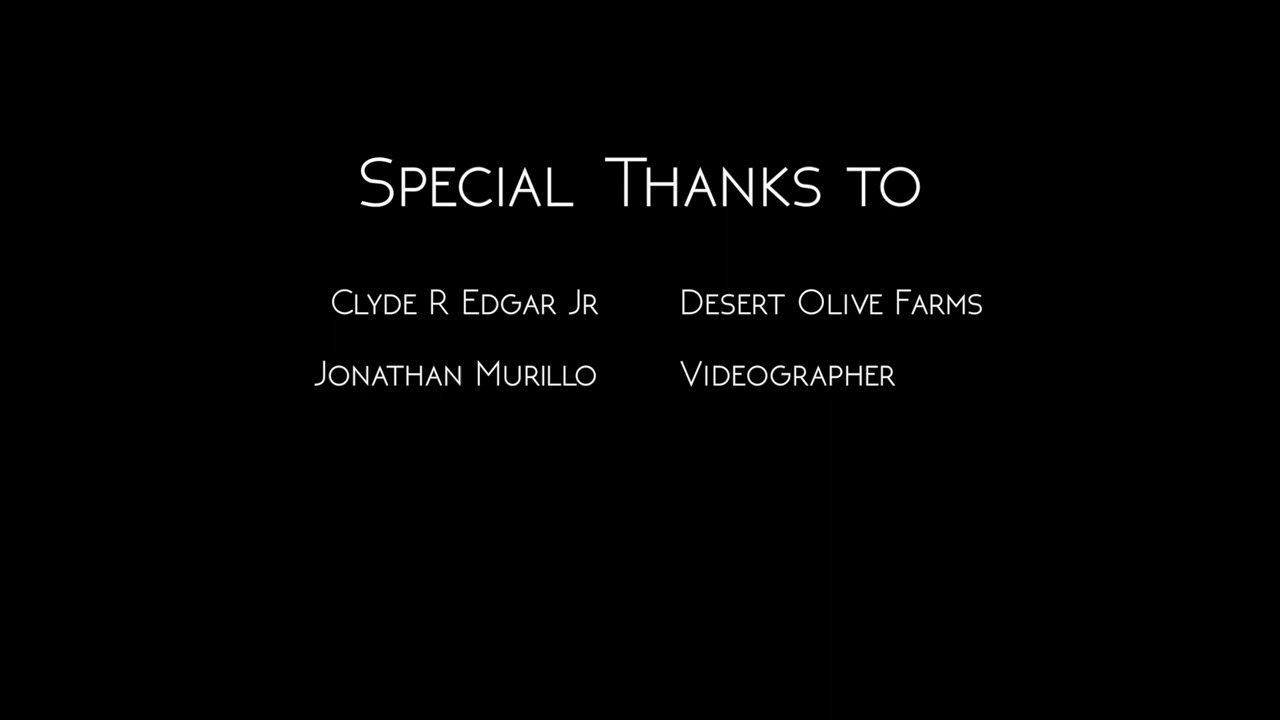 Special Thanks to
Clyde R Edgar Jr Desert Olive Farms
Jonathan Murillo Videographer